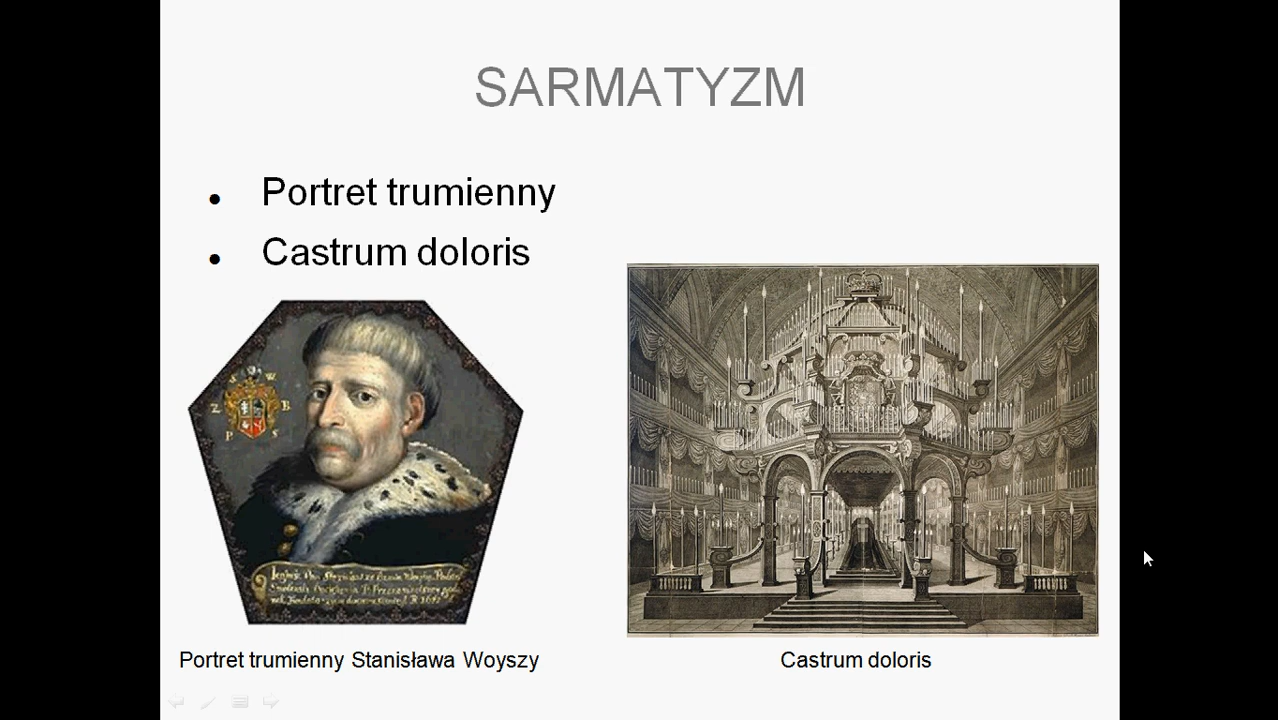 SARMATYZM
Portret trumienny
Castrum doloris
Z B
P S
Portret trumienny Stanisława Woyszy
Castrum doloris